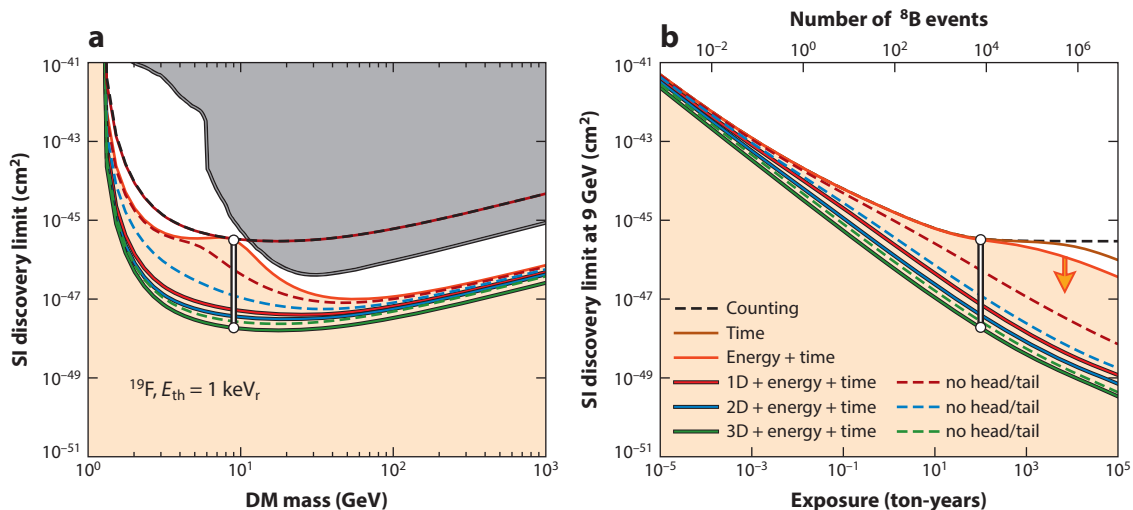 a
SI discovery limit (cm²)
10⁻⁴¹
10⁻⁴³
10⁻⁴⁵
10⁻⁴⁷
10⁻⁴⁹
10⁻⁵¹
¹⁹F, E_th = 1 keV_r
10⁰
10¹
10²
10³
DM mass (GeV)
b
Number of ⁸B events
10⁻²
10⁰
10²
10⁴
10⁶
SI discovery limit at 9 GeV (cm²)
10⁻⁴¹
10⁻⁴³
10⁻⁴⁵
10⁻⁴⁷
10⁻⁴⁹
10⁻⁵¹
Counting
Time
Energy + time
1D + energy + time
no head/tail
2D + energy + time
no head/tail
3D + energy + time
no head/tail
10⁻⁵
10⁻³
10⁻¹
10¹
10³
10⁵
Exposure (ton-years)